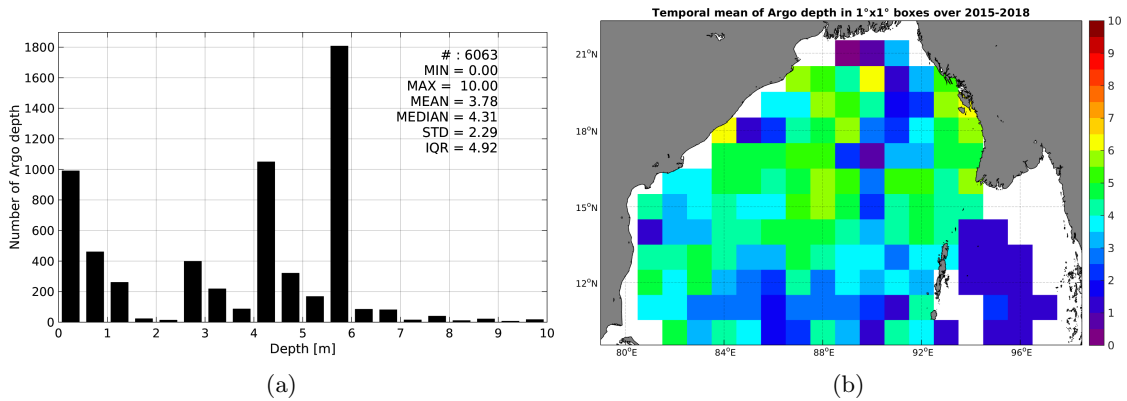 1800
1600
1400
1200
1000
800
600
400
200
0
Number of Argo depth
# : 6063
MIN = 0.00
MAX = 10.00
MEAN = 3.78
MEDIAN = 4.31
STD = 2.29
IQR = 4.92
0 1 2 3 4 5 6 7 8 9 10
Depth [m]
(a)
Temporal mean of Argo depth in 1°x1° boxes over 2015-2018
21°N
18°N
15°N
12°N
80°E 84°E 88°E 92°E 96°E
10
9
8
7
6
5
4
3
2
1
0
(b)